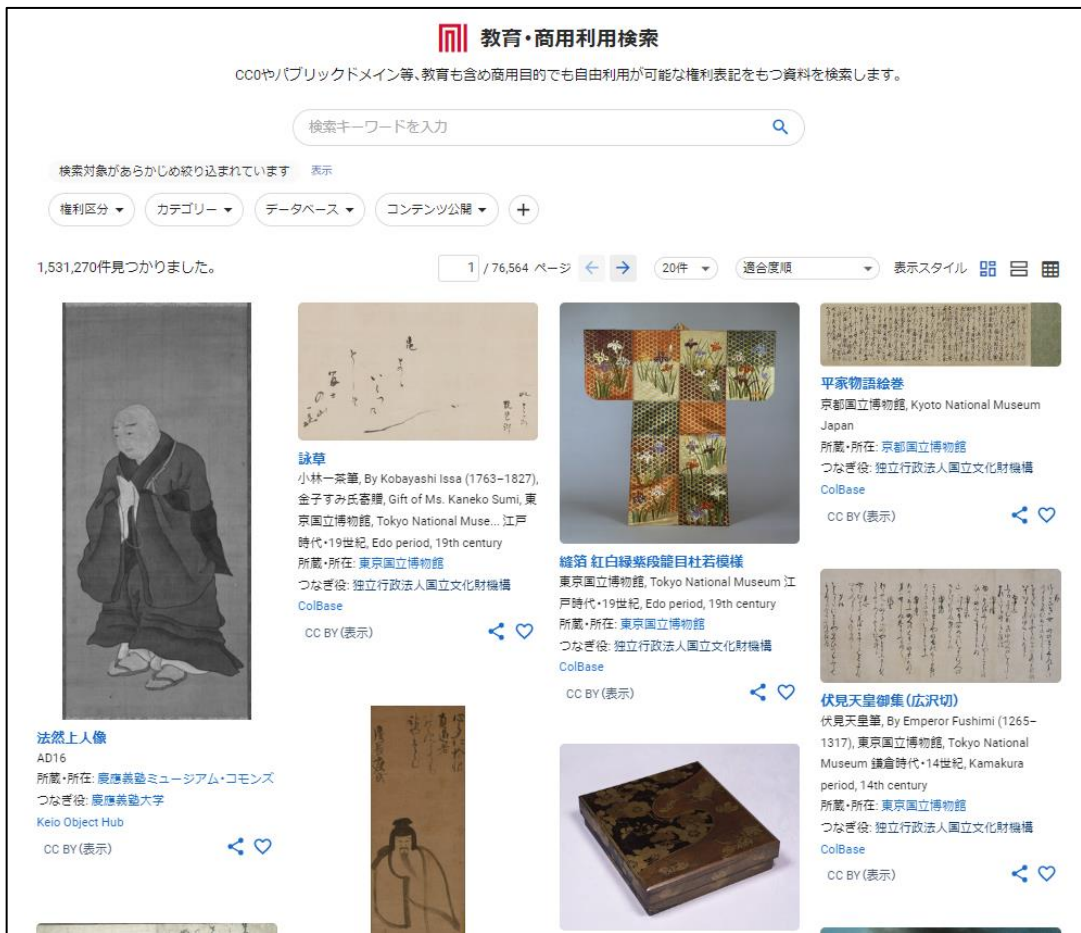 教育・商用利用検索
CC0やパブリックドメイン等、教育も含め商用目的でも自由利用が可能な権利表記をもつ資料を検索します。
検索キーワードを入力
検索対象があらかじめ絞り込まれています 表示
権利区分 カテゴリー データベース コンテンツ公開 +
1,531,270件見つかりました。
1 / 76,564 ページ 20件 適合度順 表示スタイル
法然上人像
AD16
所蔵・所在: 慶應義塾ミュージアム・コモンズ
つなぎ役: 慶應義塾大学
Keio Object Hub
CC BY（表示）
詠草
小林一茶筆, By Kobayashi Issa (1763–1827),
金子すみ氏寄贈, Gift of Ms. Kaneko Sumi, 東
京国立博物館, Tokyo National Muse... 江戸
時代・19世紀, Edo period, 19th century
所蔵・所在: 東京国立博物館
つなぎ役: 独立行政法人国立文化財機構
ColBase
CC BY（表示）
縫箔 紅白緑紫段籠目杜若模様
東京国立博物館, Tokyo National Museum 江
戸時代・19世紀, Edo period, 19th century
所蔵・所在: 東京国立博物館
つなぎ役: 独立行政法人国立文化財機構
ColBase
CC BY（表示）
平家物語絵巻
京都国立博物館, Kyoto National Museum
Japan
所蔵・所在: 京都国立博物館
つなぎ役: 独立行政法人国立文化財機構
ColBase
CC BY（表示）
伏見天皇御集（広沢切）
伏見天皇筆, By Emperor Fushimi (1265–
1317), 東京国立博物館, Tokyo National
Museum 鎌倉時代・14世紀, Kamakura
period, 14th century
所蔵・所在: 東京国立博物館
つなぎ役: 独立行政法人国立文化財機構
ColBase
CC BY（表示）